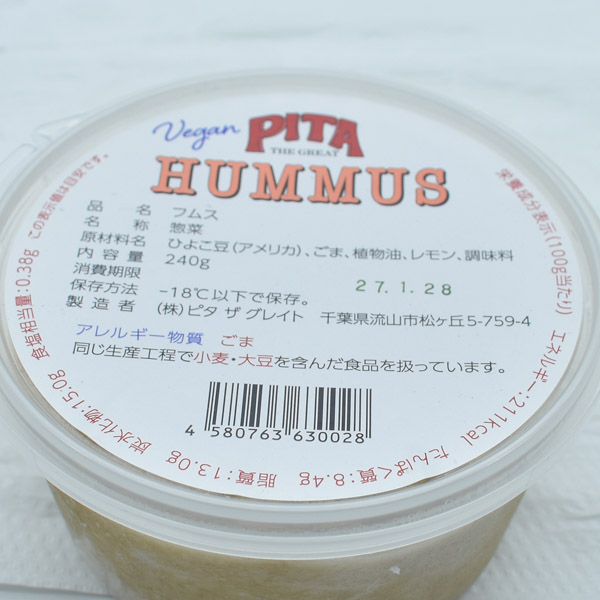 Vegan PITA
THE GREAT
HUMMUS
品名 フムス
名称 惣菜
原材料名 ひよこ豆(アメリカ)、ごま、植物油、レモン、調味料
内容量 240g
消費期限 27.1.28
保存方法 -18℃以下で保存。
製造者 (株)ピタ ザ グレイト 千葉県流山市松ヶ丘5-759-4
アレルギー物質 ごま
同じ生産工程で小麦・大豆を含んだ食品を扱っています。
4 580763 630028
栄養成分表示(100g当たり) エネルギー:211kcal たんぱく質:8.4g 脂質:13.0g 炭水化物:15.0g 食塩相当量:0.38g この表示値は目安です。